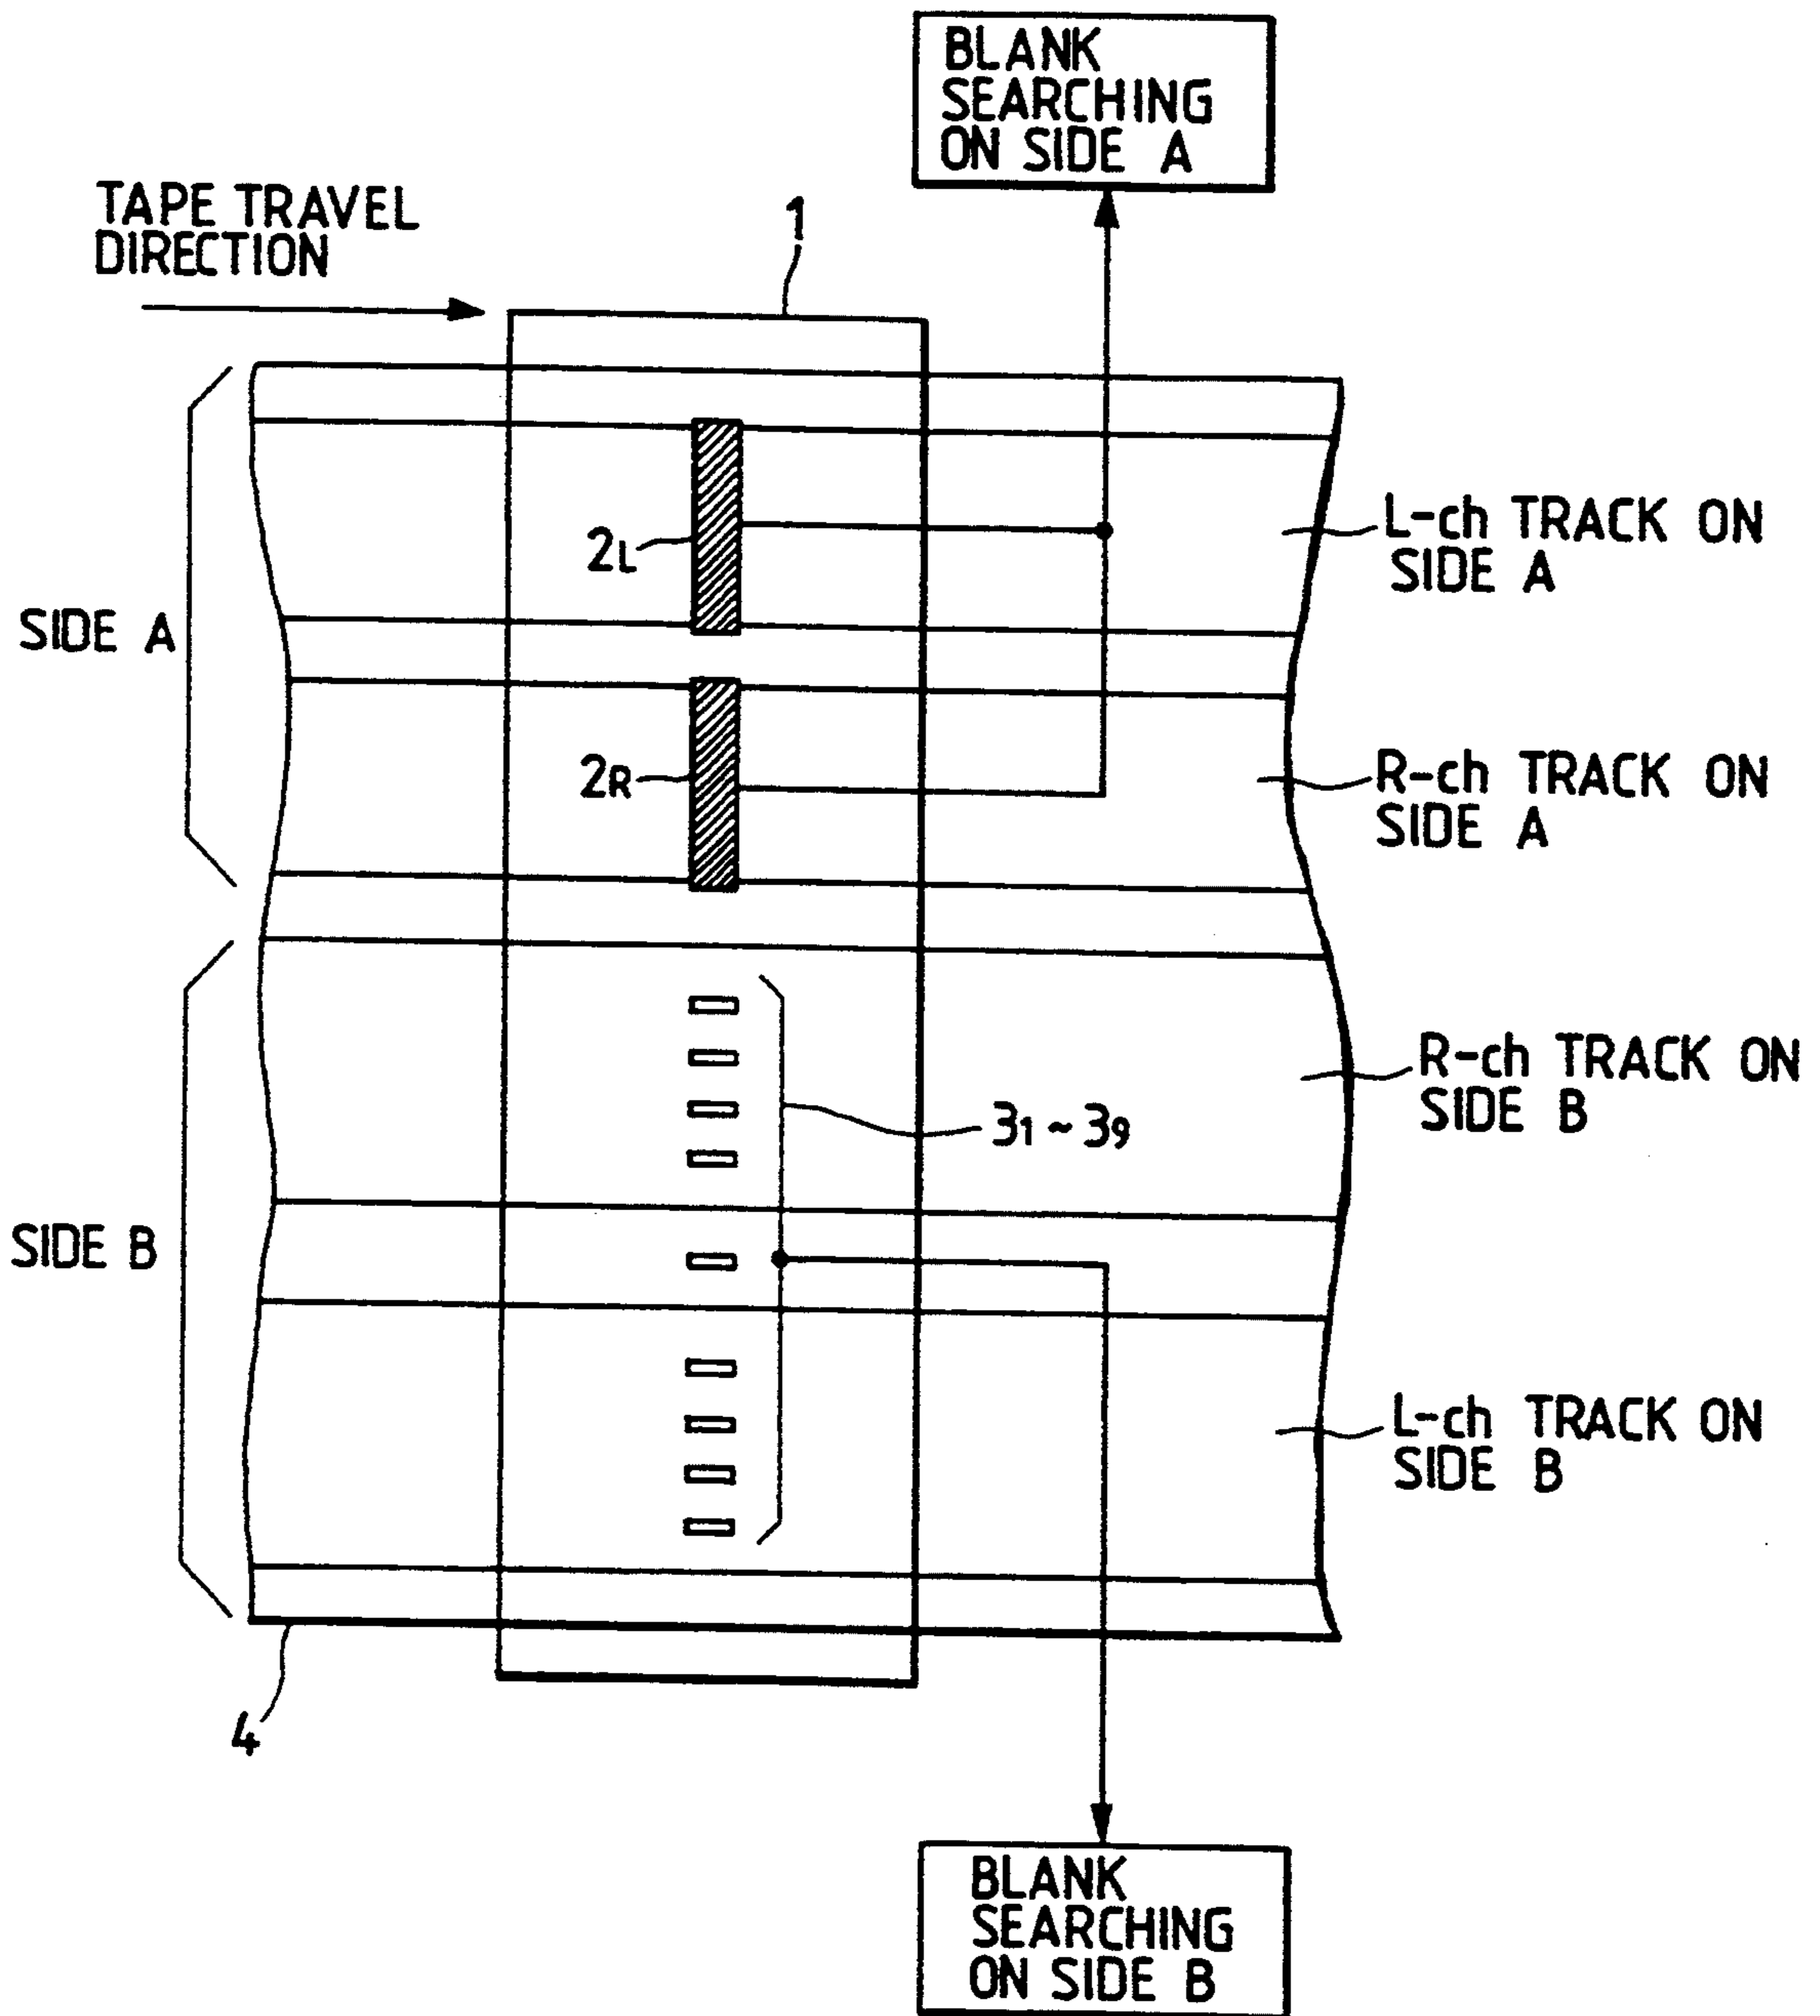 BLANK
SEARCHING
ON SIDE A
TAPE TRAVEL
DIRECTION
1
2L
L-ch TRACK ON
SIDE A
SIDE A
2R
R-ch TRACK ON
SIDE A
R-ch TRACK ON
SIDE B
31 ~ 39
SIDE B
L-ch TRACK ON
SIDE B
4
BLANK
SEARCHING
ON SIDE B